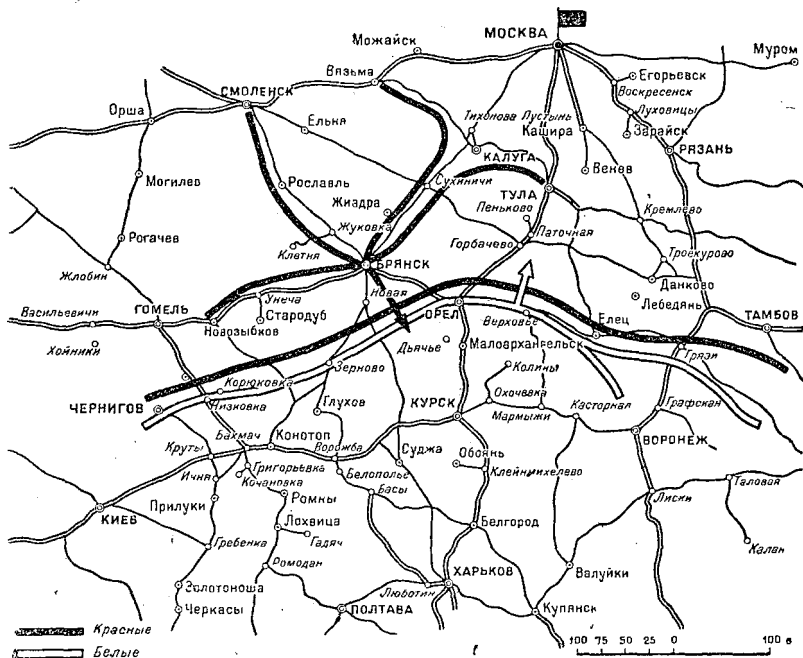 МОСКВА
Можайск
Муром
Вязьма
Егорьевск
Воскресенск
СМОЛЕНСК
Орша
Ельня
Тихонова
Пустынь
Кашира
Луховицы
Зарайск
КАЛУГА
Венев
РЯЗАНЬ
Могилев
Рославль
Сухиничи
ТУЛА
Жиздра
Пеньково
Кремлево
Рогачев
Жуковка
Горбачево
Паточная
Клетня
Троекурово
Жлобин
БРЯНСК
Данково
Новая
Лебедянь
Унеча
ОРЕЛ
Васильевичи
ГОМЕЛЬ
Новозыбков
Стародуб
Верховье
Елец
ТАМБОВ
Хойники
Дьячье
Малоархангельск
Грязи
Зерново
Колпны
Корюковка
ЧЕРНИГОВ
Низковка
Глухов
КУРСК
Охочевка
Мармыжи
Касторная
Графская
Бахмач
Конотоп
Ворожба
ВОРОНЕЖ
Круты
Суджа
Обоянь
Григорьевка
Клейнмихелево
Ичня
Кочановка
Белополье
Басы
Таловая
Прилуки
Ромны
Лиски
КИЕВ
Лохвица
Белгород
Гребенка
Гадяч
Калач
Ромодан
Валуйки
Золотоноша
ХАРЬКОВ
Люботин
Черкасы
ПОЛТАВА
Купянск
Красные
Белые
100 50 0 100 200 300 в